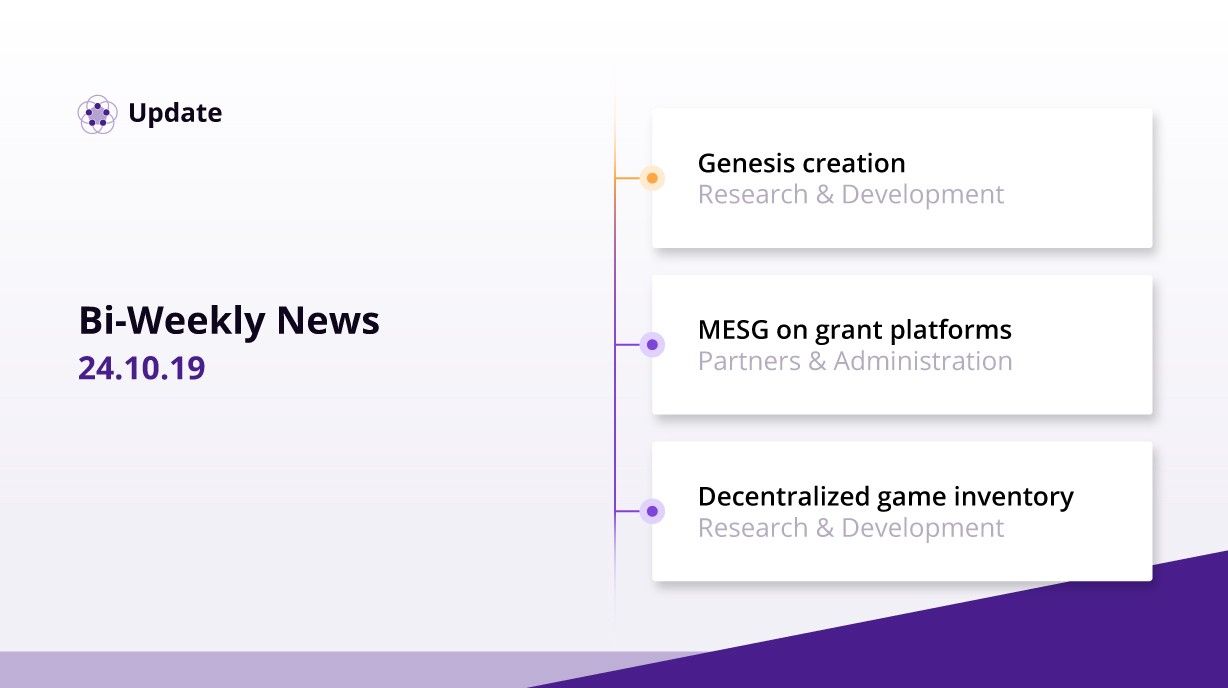 Update
Bi-Weekly News
24.10.19
Genesis creation
Research & Development
MESG on grant platforms
Partners & Administration
Decentralized game inventory
Research & Development